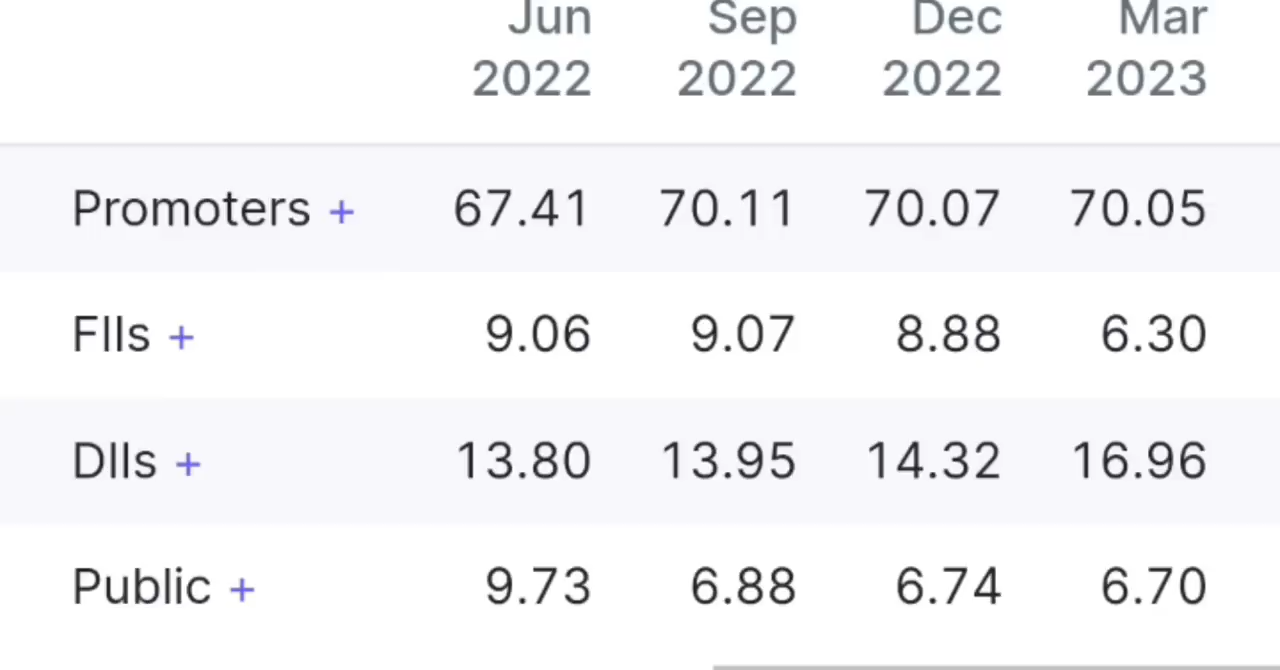 Jun Sep Dec Mar
2022 2022 2022 2023
Promoters + 67.41 70.11 70.07 70.05
FIIs + 9.06 9.07 8.88 6.30
DIIs + 13.80 13.95 14.32 16.96
Public + 9.73 6.88 6.74 6.70